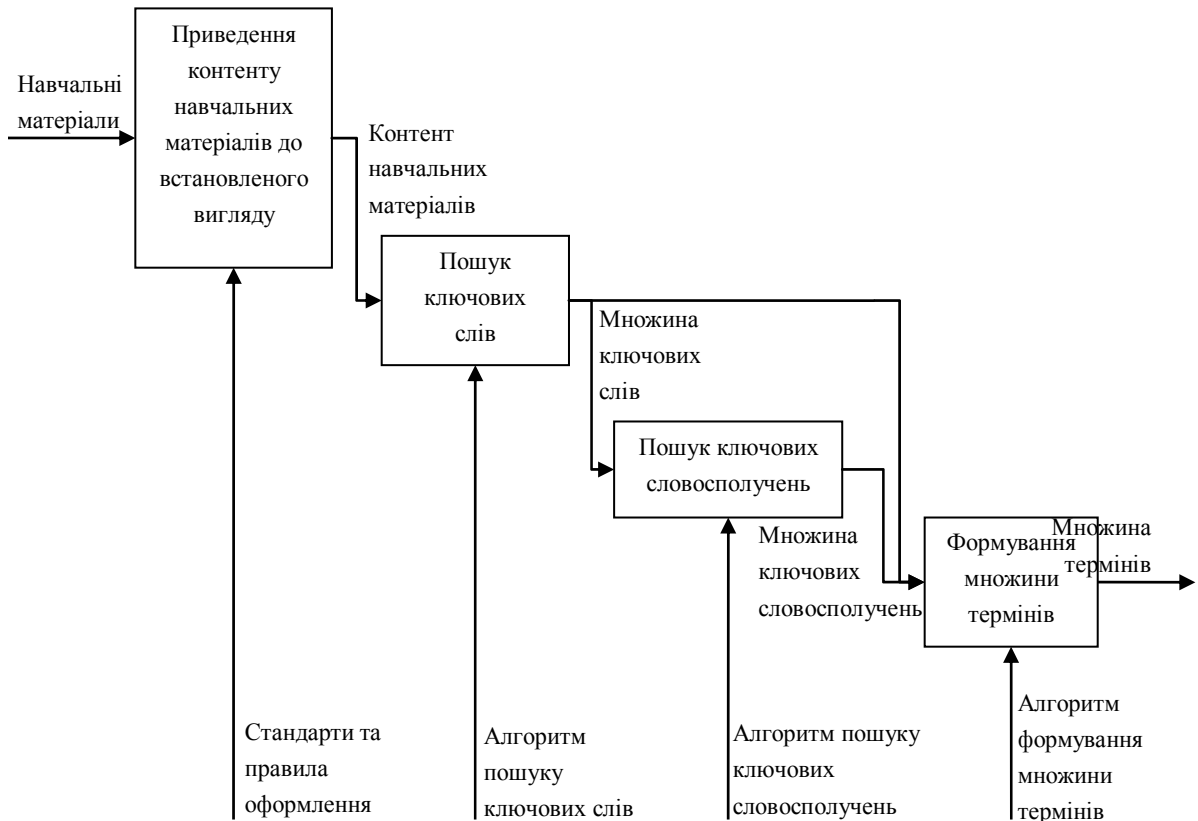 Приведення
контенту
навчальних
матеріалів до
встановленого
вигляду
Навчальні
матеріали
Контент
навчальних
матеріалів
Пошук
ключових
слів
Множина
ключових
слів
Пошук ключових
словосполучень
Множина
ключових
словосполучень
Формування
множини
термінів
Множина
термінів
Стандарти та
правила
оформлення
Алгоритм
пошуку
ключових слів
Алгоритм пошуку
ключових
словосполучень
Алгоритм
формування
множини
термінів